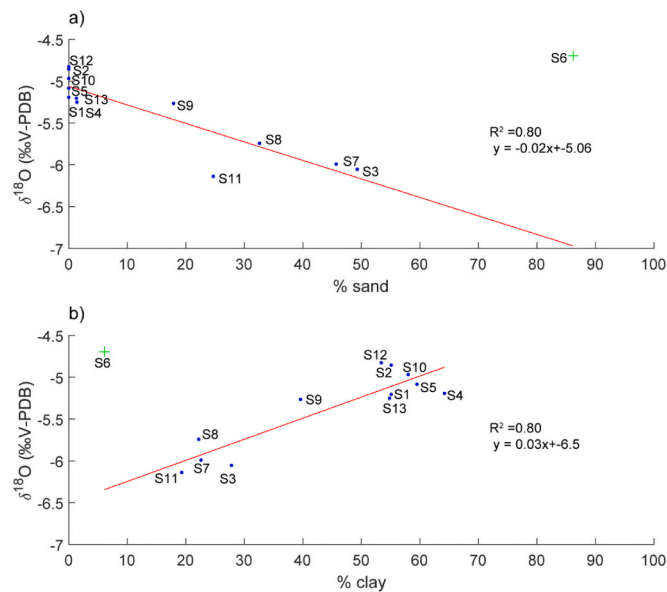 a)
-4.5
-5
-5.5
-6
-6.5
-7
δ18O (‰V-PDB)
S12
S2
S10
S5
S13
S1
S4
S9
S8
S11
S7
S3
S6
R2 =0.80
y = -0.02x+-5.06
0 10 20 30 40 50 60 70 80 90 100
% sand
b)
-4.5
-5
-5.5
-6
-6.5
-7
δ18O (‰V-PDB)
S6
S12
S2
S10
S5
S1
S4
S13
S9
S8
S7
S11
S3
R2 =0.80
y = 0.03x+-6.5
0 10 20 30 40 50 60 70 80 90 100
% clay